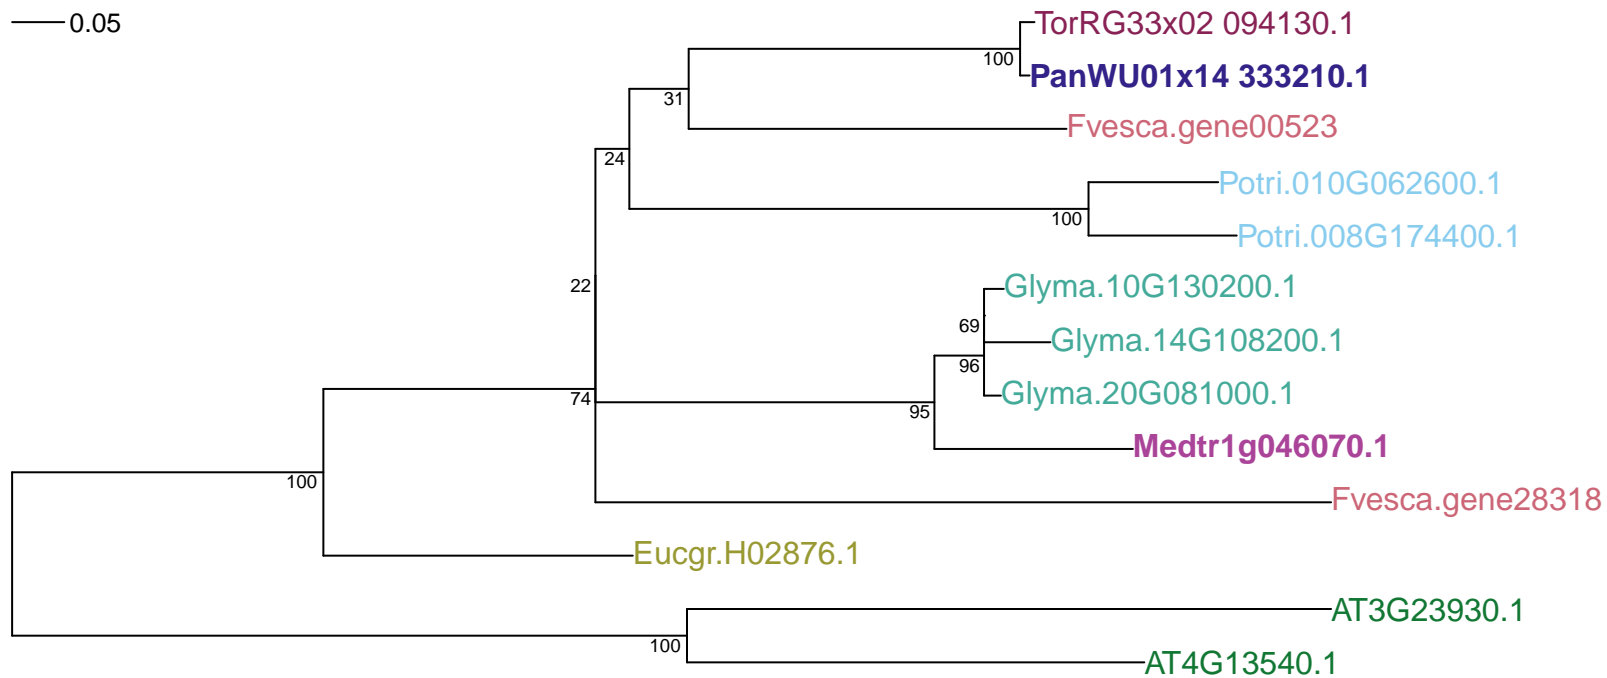 0.05
TorRG33x02 094130.1
100
PanWU01x14 333210.1
31
Fvesca.gene00523
24
Potri.010G062600.1
100
Potri.008G174400.1
22
Glyma.10G130200.1
69
Glyma.14G108200.1
96
74
Glyma.20G081000.1
95
Medtr1g046070.1
100
Fvesca.gene28318
Eucgr.H02876.1
AT3G23930.1
100
AT4G13540.1